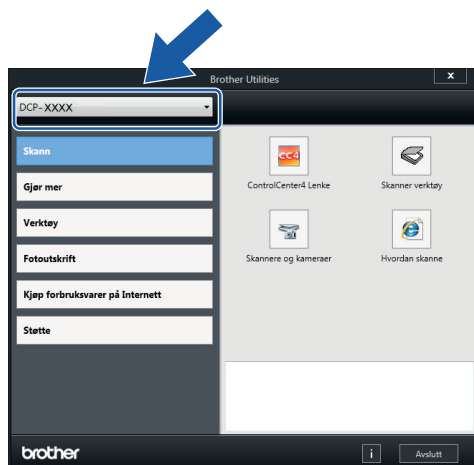 Brother Utilities
x
DCP-XXXX
Skann
Gjør mer
Verktøy
Fotoutskrift
Kjøp forbruksvarer på Internett
Støtte
CC4
ControlCenter4 Lenke
Skanner verktøy
Skannere og kameraer
Hvordan skanne
brother
i
Avslutt